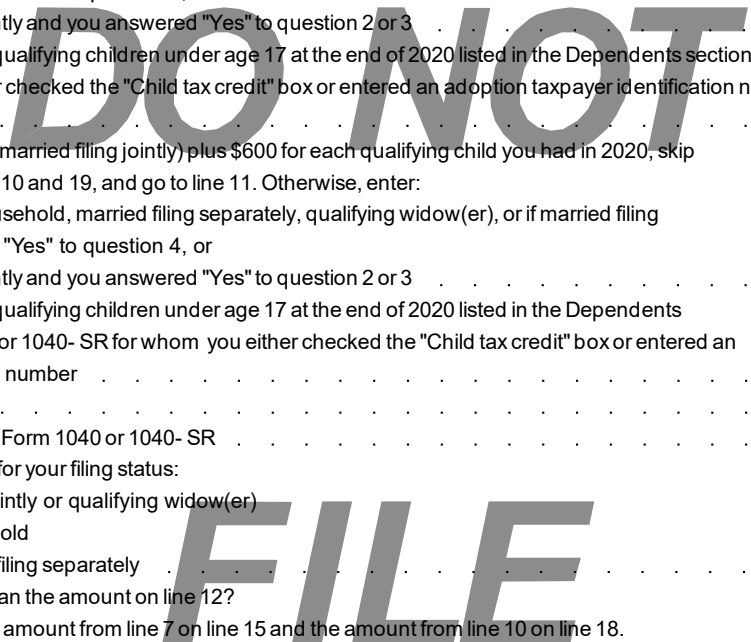 tly and you answered "Yes" to question 2 or 3 . . . . . . . . . .
qualifying children under age 17 at the end of 2020 listed in the Dependents section
checked the "Child tax credit" box or entered an adoption taxpayer identification n
. . . . . . . . . . . . . . . . . . . . . . .
married filing jointly) plus $600 for each qualifying child you had in 2020, skip
10 and 19, and go to line 11. Otherwise, enter:
sehold, married filing separately, qualifying widow(er), or if married filing
"Yes" to question 4, or
tly and you answered "Yes" to question 2 or 3 . . . . . . . . . .
qualifying children under age 17 at the end of 2020 listed in the Dependents
or 1040- SR for whom you either checked the "Child tax credit" box or entered an
number . . . . . . . . . . . . . . . . . . . .
. . . . . . . . . . . . . . . . . . . . . . .
Form 1040 or 1040- SR . . . . . . . . . . . . . . . .
for your filing status:
intly or qualifying widow(er)
old
filing separately . . . . . . . . . . . . . . . . . .
an the amount on line 12?
amount from line 7 on line 15 and the amount from line 10 on line 18.
DO NOT
FILE